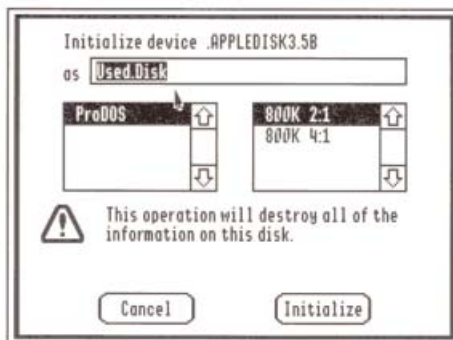 Initialize device .APPLEDISK3.5B
as Used.Disk
ProDOS
800K 2:1
800K 4:1
This operation will destroy all of the
information on this disk.
Cancel
Initialize